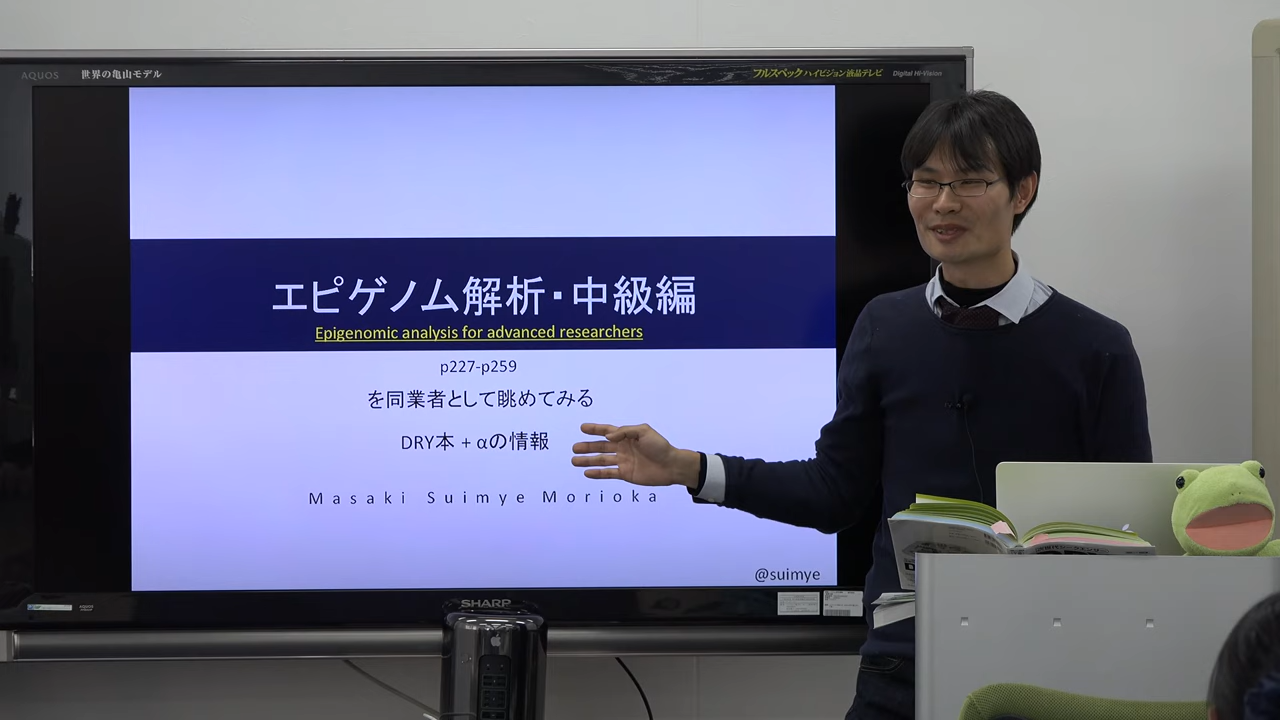 AQUOS 世界の亀山モデル フルスペックハイビジョン液晶テレビ Digital Hi-Vision
エピゲノム解析・中級編
Epigenomic analysis for advanced researchers
p227-p259
を同業者として眺めてみる
DRY本 + αの情報
Masaki Suimye Morioka
@suimye
SHARP